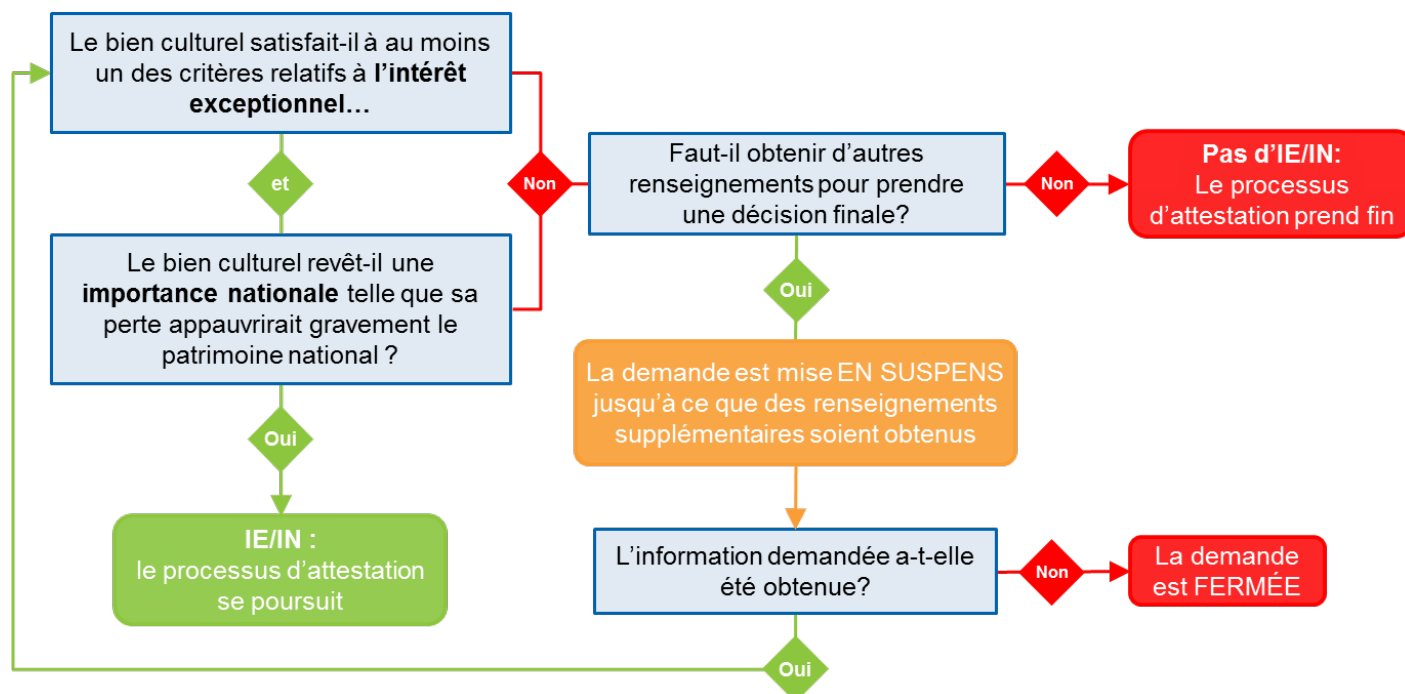 Le bien culturel satisfait-il à au moins
un des critères relatifs à l'intérêt
exceptionnel…
et
Le bien culturel revêt-il une
importance nationale telle que sa
perte appauvrirait gravement le
patrimoine national ?
Oui
IE/IN :
le processus d'attestation
se poursuit
Non
Faut-il obtenir d'autres
renseignements pour prendre
une décision finale?
Non
Pas d'IE/IN:
Le processus
d'attestation prend fin
Oui
La demande est mise EN SUSPENS
jusqu'à ce que des renseignements
supplémentaires soient obtenus
L'information demandée a-t-elle
été obtenue?
Non
La demande
est FERMÉE
Oui